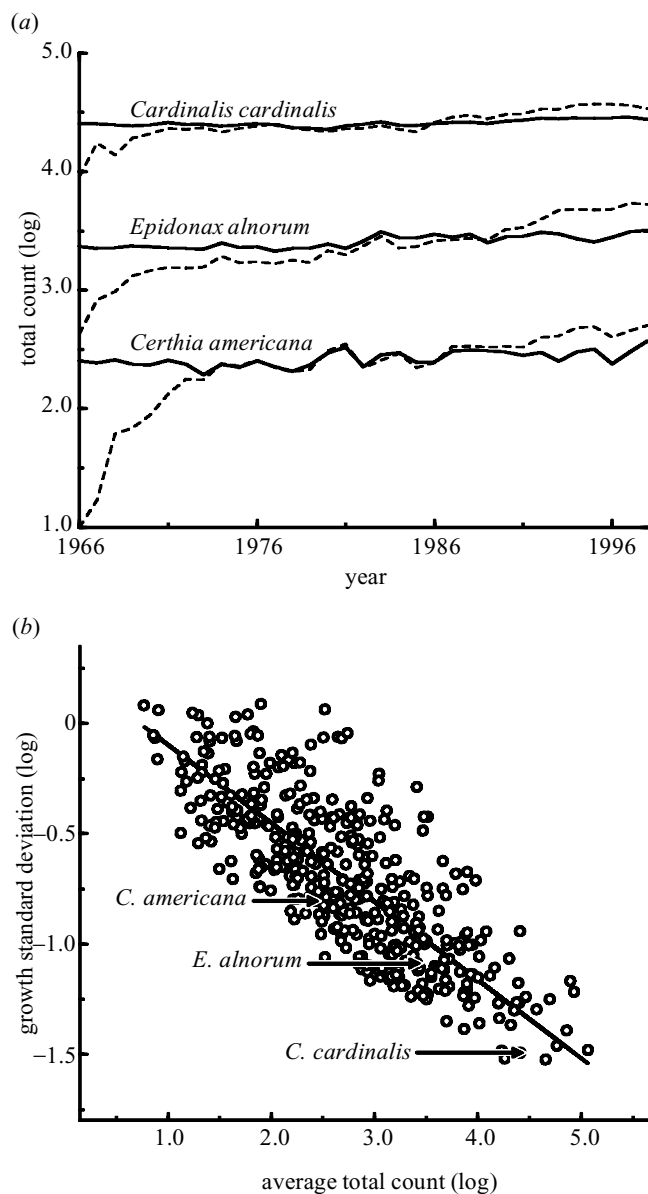 (a)
5.0
Cardinalis cardinalis
4.0
Epidonax alnorum
3.0
Certhia americana
2.0
1.0
total count (log)
1966 1976 1986 1996
year
(b)
0
−0.5
C. americana
−1.0
E. alnorum
C. cardinalis
−1.5
growth standard deviation (log)
1.0 2.0 3.0 4.0 5.0
average total count (log)